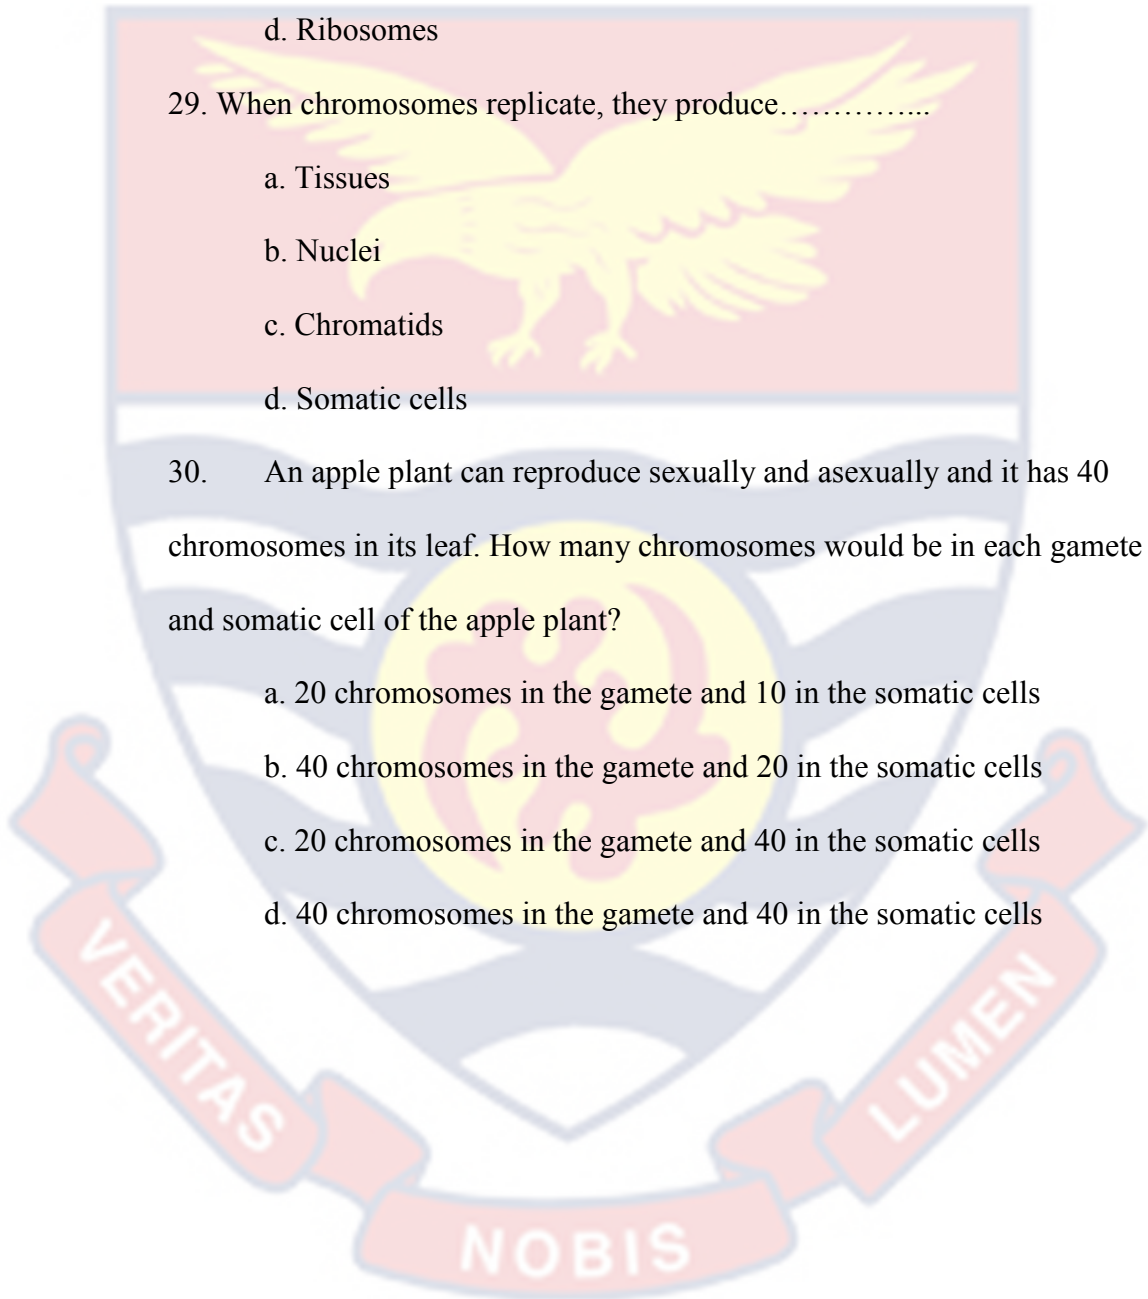 d. Ribosomes
29. When chromosomes replicate, they produce…………...
a. Tissues
b. Nuclei
c. Chromatids
d. Somatic cells
30. An apple plant can reproduce sexually and asexually and it has 40
chromosomes in its leaf. How many chromosomes would be in each gamete
and somatic cell of the apple plant?
a. 20 chromosomes in the gamete and 10 in the somatic cells
b. 40 chromosomes in the gamete and 20 in the somatic cells
c. 20 chromosomes in the gamete and 40 in the somatic cells
d. 40 chromosomes in the gamete and 40 in the somatic cells
VERITAS
NOBIS
LUMEN